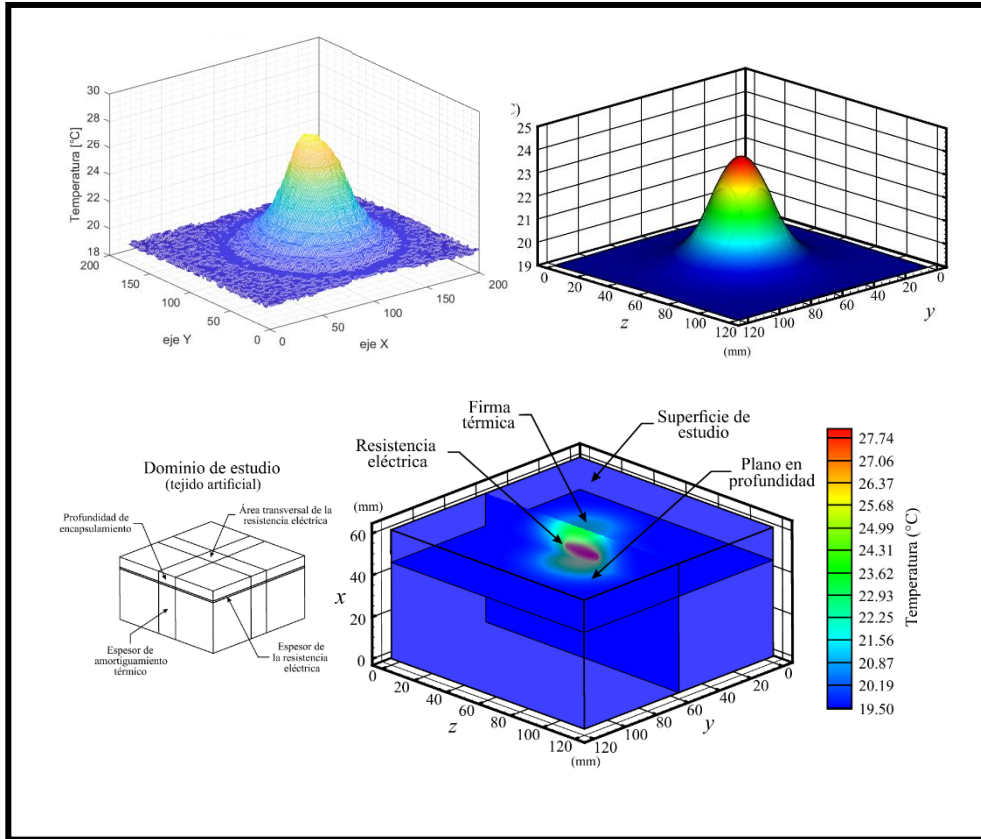 30
28
26
24
22
20
18
Temperatura [°C]
200
150
100
50
0
eje Y
0
50
100
150
200
eje X
C)
25
24
23
22
21
20
19
0
20
40
60
80
100
120
z
(mm)
120
100
80
60
40
20
0
y
Dominio de estudio
(tejido artificial)
Profundidad de
encapsulamiento
Área transversal de la
resistencia eléctrica
Espesor de
amortiguamiento
térmico
Espesor de
la resistencia
eléctrica
Firma
térmica
Resistencia
eléctrica
Superficie de
estudio
Plano en
profundidad
(mm)
60
40
20
0
x
0
20
40
60
80
100
120
z
(mm)
120
100
80
60
40
20
0
y
27.74
27.06
26.37
25.68
24.99
24.31
23.62
22.93
22.25
21.56
20.87
20.19
19.50
Temperatura (°C)